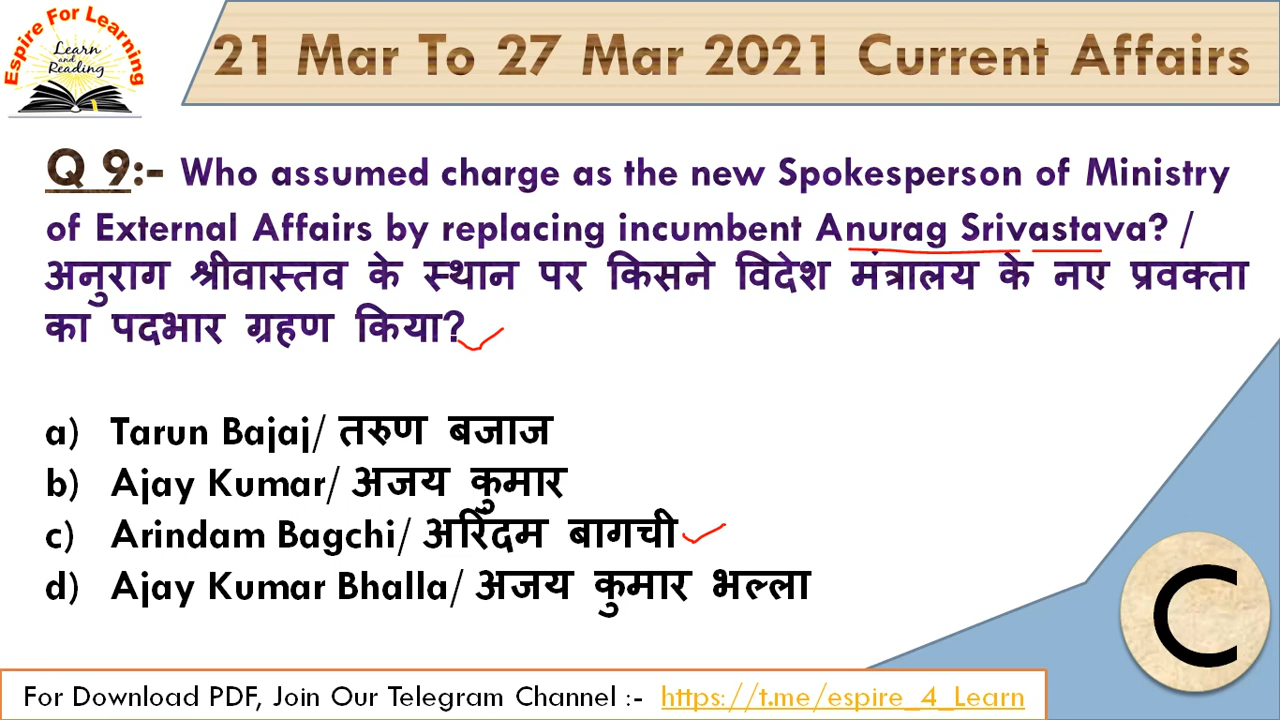 Espire For Learning
Learn
and
Reading
21 Mar To 27 Mar 2021 Current Affairs
Q 9:- Who assumed charge as the new Spokesperson of Ministry
of External Affairs by replacing incumbent Anurag Srivastava? /
अनुराग श्रीवास्तव के स्थान पर किसने विदेश मंत्रालय के नए प्रवक्ता
का पदभार ग्रहण किया?
a) Tarun Bajaj/ तरुण बजाज
b) Ajay Kumar/ अजय कुमार
c) Arindam Bagchi/ अरिंदम बागची
d) Ajay Kumar Bhalla/ अजय कुमार भल्ला
C
For Download PDF, Join Our Telegram Channel :- https://t.me/espire_4_Learn